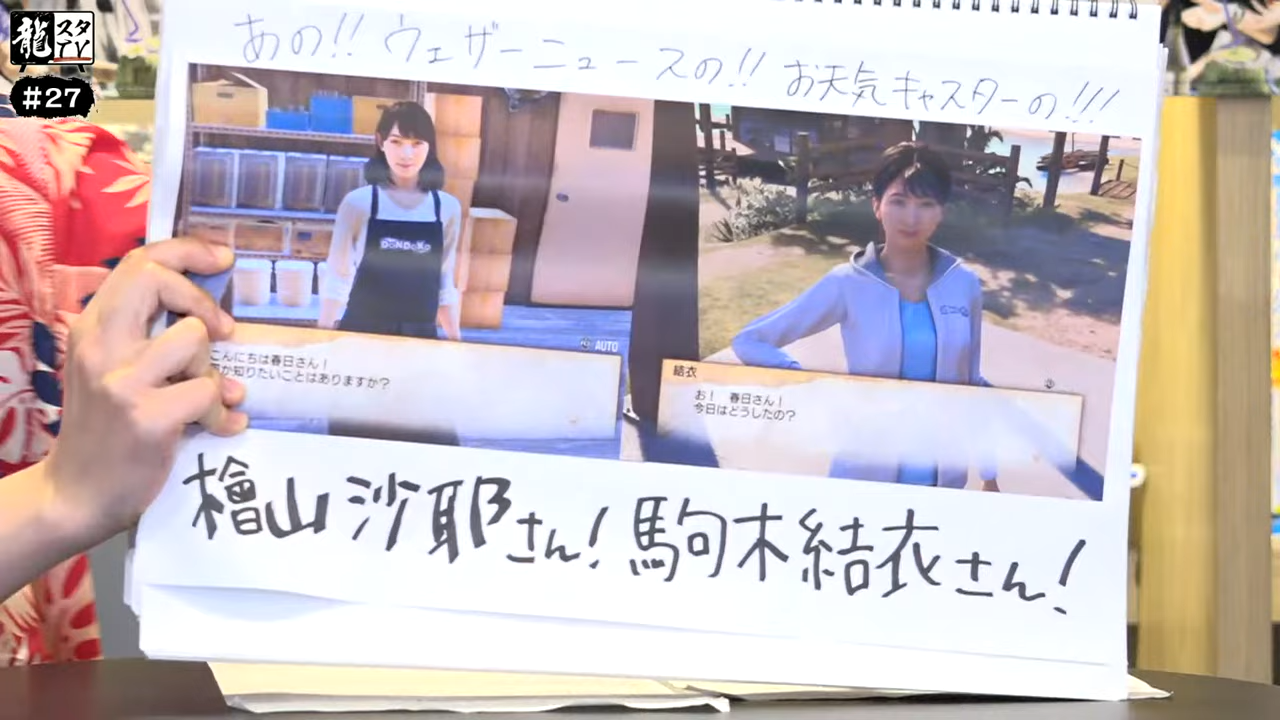 龍スタTV
#27
あの!! ウェザーニュースの!! お天気キャスターの!!!
DONDOKO
AUTO
こんにちは春日さん!
か知りたいことはありますか?
結衣
お! 春日さん!
今日はどうしたの?
檜山沙耶さん! 駒木結衣さん!